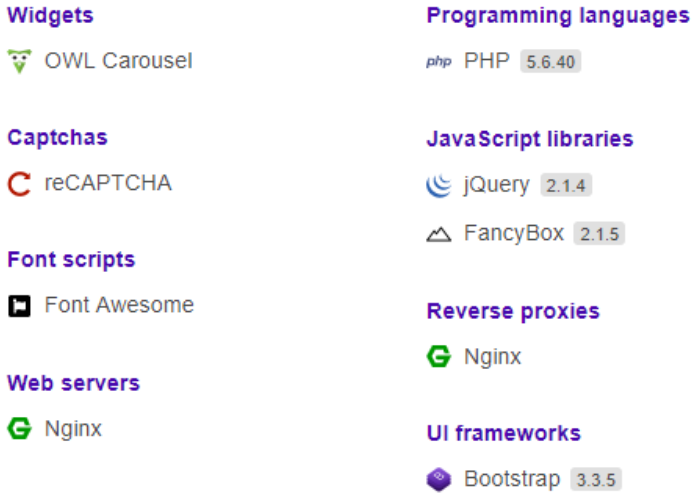 Widgets
OWL Carousel
Captchas
reCAPTCHA
Font scripts
Font Awesome
Web servers
Nginx
Programming languages
php PHP 5.6.40
JavaScript libraries
jQuery 2.1.4
FancyBox 2.1.5
Reverse proxies
Nginx
UI frameworks
Bootstrap 3.3.5